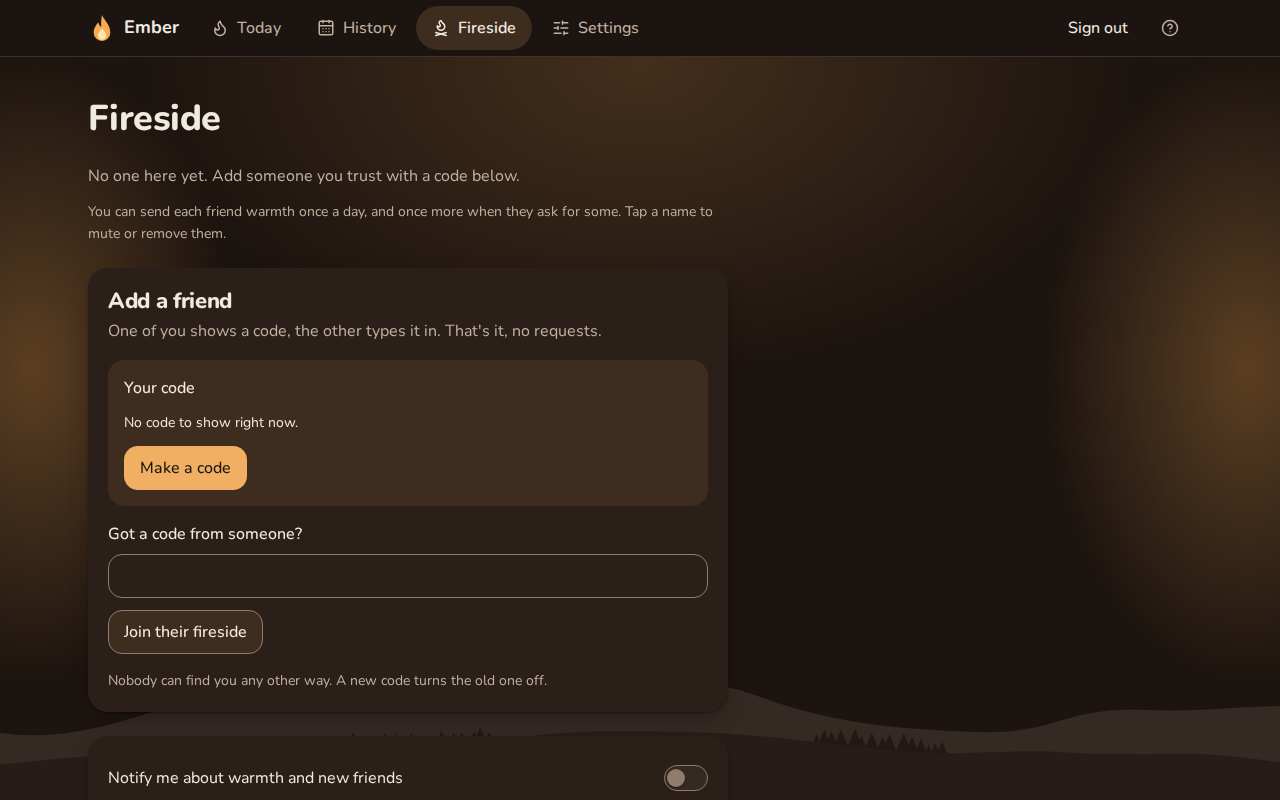 Ember
Today
History
Fireside
Settings
Sign out
Fireside
No one here yet. Add someone you trust with a code below.
You can send each friend warmth once a day, and once more when they ask for some. Tap a name to
mute or remove them.
Add a friend
One of you shows a code, the other types it in. That's it, no requests.
Your code
No code to show right now.
Make a code
Got a code from someone?
Join their fireside
Nobody can find you any other way. A new code turns the old one off.
Notify me about warmth and new friends